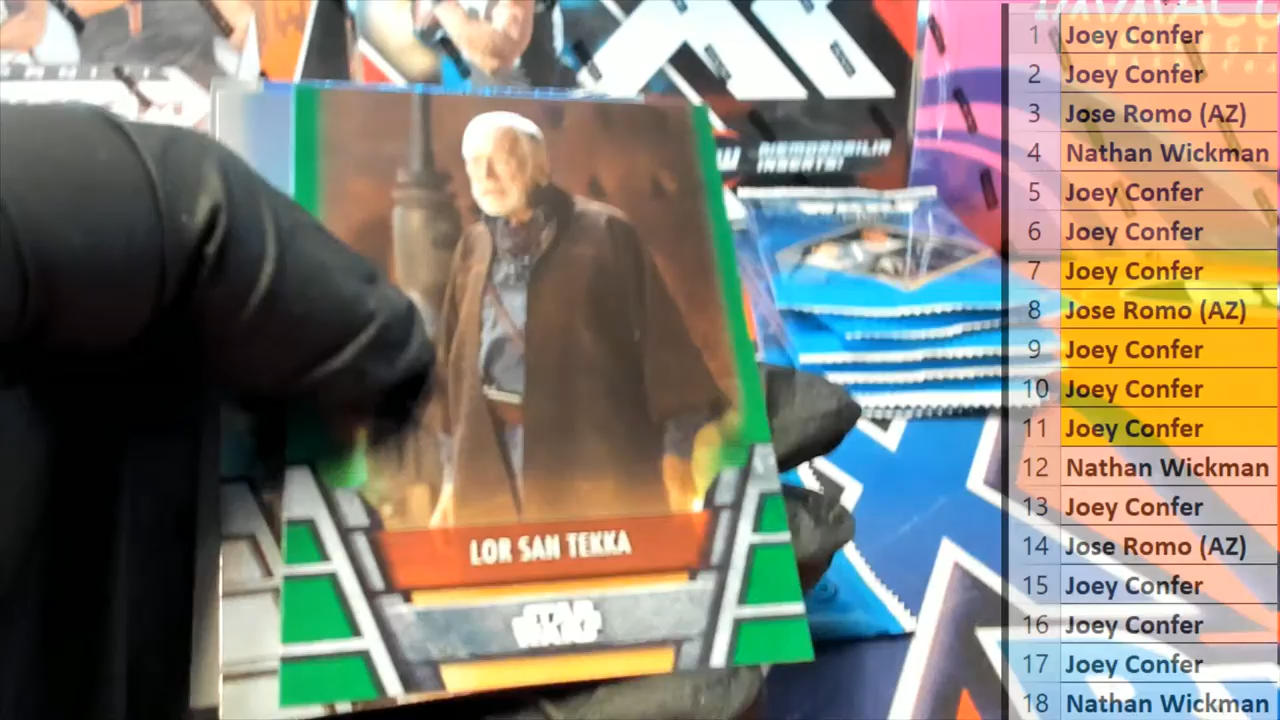 MEMORABILIA
INSERTS!
LOR SAN TEKKA
STAR
WARS
1 Joey Confer
2 Joey Confer
3 Jose Romo (AZ)
4 Nathan Wickman
5 Joey Confer
6 Joey Confer
7 Joey Confer
8 Jose Romo (AZ)
9 Joey Confer
10 Joey Confer
11 Joey Confer
12 Nathan Wickman
13 Joey Confer
14 Jose Romo (AZ)
15 Joey Confer
16 Joey Confer
17 Joey Confer
18 Nathan Wickman